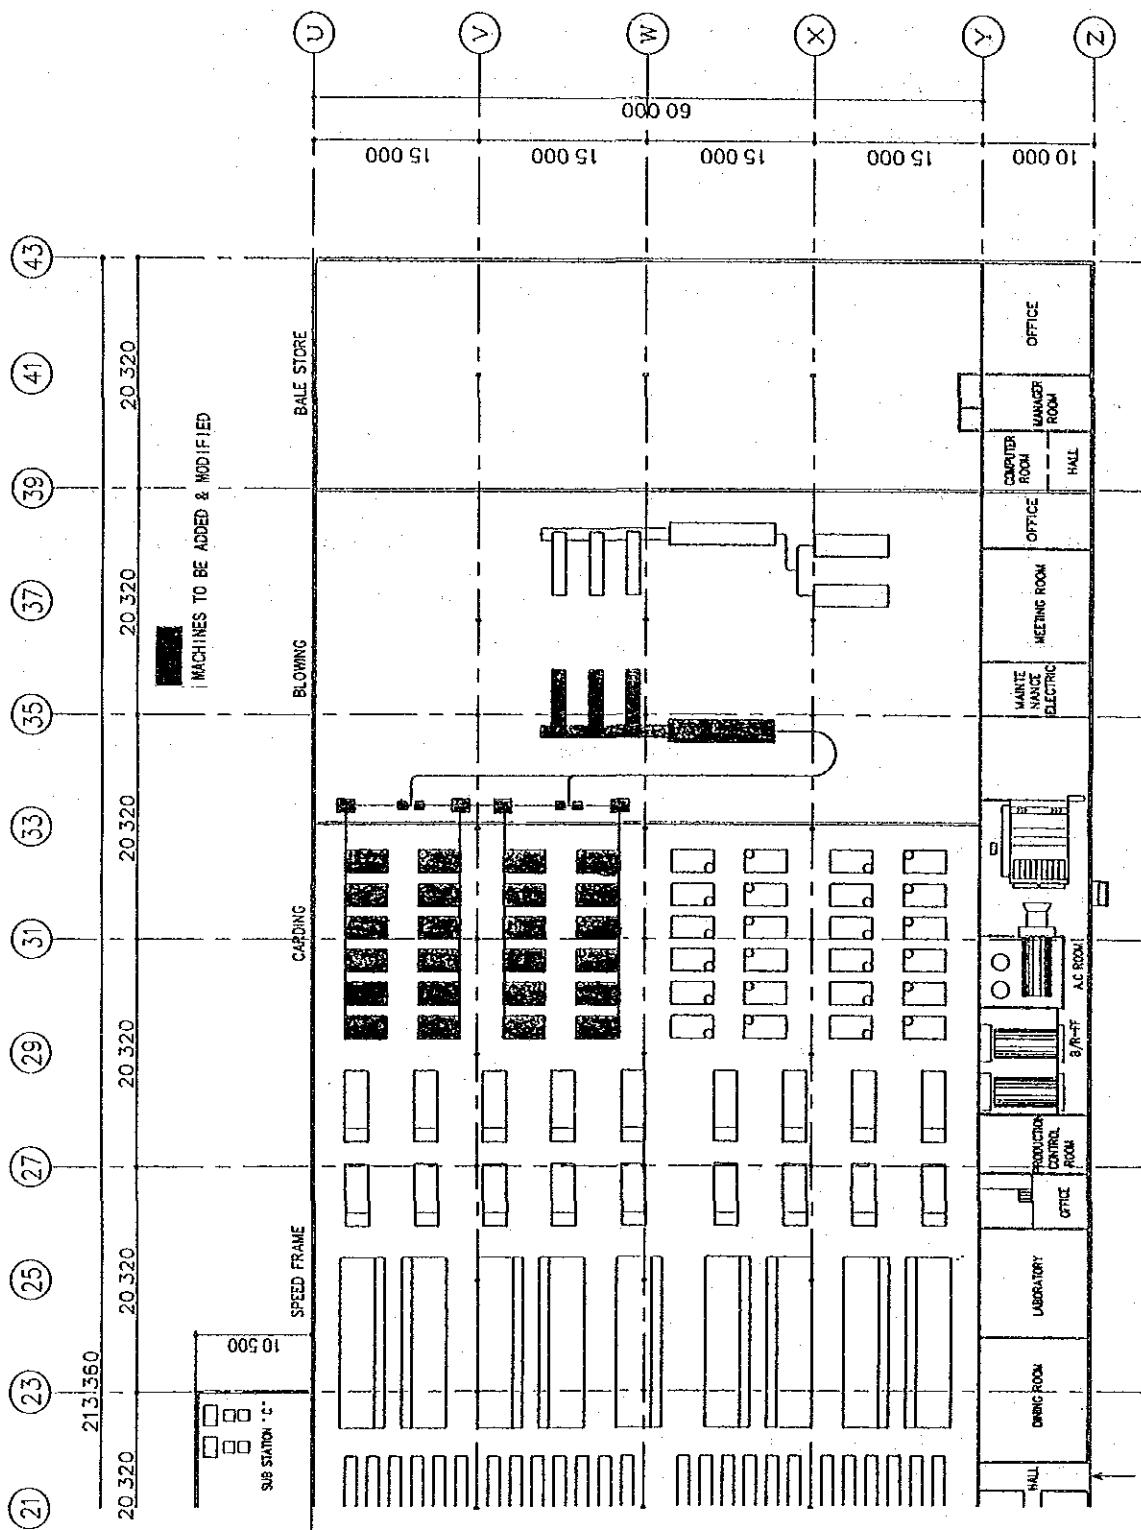 U
V
W
X
Y
Z
60 000
15 000
15 000
15 000
15 000
10 000
43
41
39
37
35
33
31
29
27
25
23
21
213.360
20 320
20 320
20 320
20 320
20 320
20 320
MACHINES TO BE ADDED & MODIFIED
BALE STORE
BLOWING
CARDING
SPEED FRAME
10 500
SUB STATION "C"
OFFICE
MANAGER
ROOM
COMPUTER
ROOM
HALL
OFFICE
MEETING ROOM
MAINTE
NANCE
ELECTRIC
A.C ROOM
B/R-FF
PRODUCTION
CONTROL
ROOM
OFFICE
LABORATORY
DINING ROOM
HALL